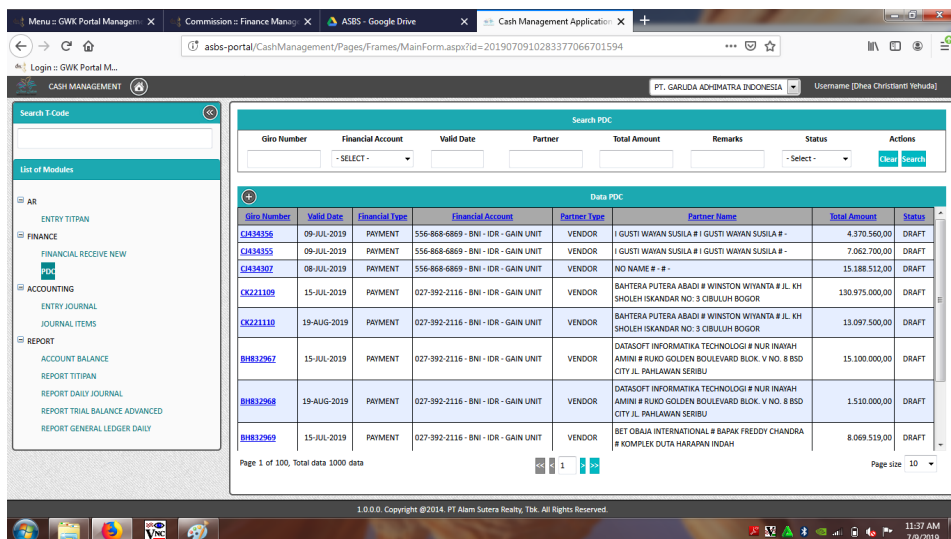 Menu :: GWK Portal Managem
Commission :: Finance Manag
ASBS - Google Drive
Cash Management Application
asbs-portal/CashManagement/Pages/Frames/MainForm.aspx?id=20190709102833770667015​94
Login :: GWK Portal M...
CASH MANAGEMENT
PT. GARUDA ADHIMATRA INDONESIA
Username [Dhea Christianti Yehuda]
Search T-Code
List of Modules
AR
ENTRY TITPAN
FINANCE
FINANCIAL RECEIVE NEW
PDC
ACCOUNTING
ENTRY JOURNAL
JOURNAL ITEMS
REPORT
ACCOUNT BALANCE
REPORT TITIPAN
REPORT DAILY JOURNAL
REPORT TRIAL BALANCE ADVANCED
REPORT GENERAL LEDGER DAILY
Search PDC
Giro Number Financial Account Valid Date Partner Total Amount Remarks Status Actions
- SELECT - - Select - Clear Search
Data PDC
Giro Number Valid Date Financial Type Financial Account Partner Type Partner Name Total Amount Status
CJ434356 09-JUL-2019 PAYMENT 556-868-6869 - BNI - IDR - GAIN UNIT VENDOR I GUSTI WAYAN SUSILA # I GUSTI WAYAN SUSILA # - 4.370.560,00 DRAFT
CJ434355 09-JUL-2019 PAYMENT 556-868-6869 - BNI - IDR - GAIN UNIT VENDOR I GUSTI WAYAN SUSILA # I GUSTI WAYAN SUSILA # - 7.062.700,00 DRAFT
CJ434307 08-JUL-2019 PAYMENT 556-868-6869 - BNI - IDR - GAIN UNIT VENDOR NO NAME # - # - 15.188.512,00 DRAFT
CK221109 15-JUL-2019 PAYMENT 027-392-2116 - BNI - IDR - GAIN UNIT VENDOR BAHTERA PUTERA ABADI # WINSTON WIYANTA # JL. KH 130.975.000,00 DRAFT
SHOLEH ISKANDAR NO: 3 CIBULUH BOGOR
CK221110 19-AUG-2019 PAYMENT 027-392-2116 - BNI - IDR - GAIN UNIT VENDOR BAHTERA PUTERA ABADI # WINSTON WIYANTA # JL. KH 13.097.500,00 DRAFT
SHOLEH ISKANDAR NO: 3 CIBULUH BOGOR
DATASOFT INFORMATIKA TECHNOLOGI # NUR INAYAH
BH832967 15-JUL-2019 PAYMENT 027-392-2116 - BNI - IDR - GAIN UNIT VENDOR AMINI # RUKO GOLDEN BOULEVARD BLOK. V NO. 8 BSD 15.100.000,00 DRAFT
CITY JL. PAHLAWAN SERIBU
DATASOFT INFORMATIKA TECHNOLOGI # NUR INAYAH
BH832968 19-AUG-2019 PAYMENT 027-392-2116 - BNI - IDR - GAIN UNIT VENDOR AMINI # RUKO GOLDEN BOULEVARD BLOK. V NO. 8 BSD 1.510.000,00 DRAFT
CITY JL. PAHLAWAN SERIBU
BH832969 15-JUL-2019 PAYMENT 027-392-2116 - BNI - IDR - GAIN UNIT VENDOR BET OBAJA INTERNATIONAL # BAPAK FREDDY CHANDRA 8.069.519,00 DRAFT
# KOMPLEK DUTA HARAPAN INDAH
Page 1 of 100, Total data 1000 data << < 1 > >> Page size 10
1.0.0.0. Copyright @2014. PT Alam Sutera Realty, Tbk. All Rights Reserved.
VNC
11:37 AM
7/9/2019